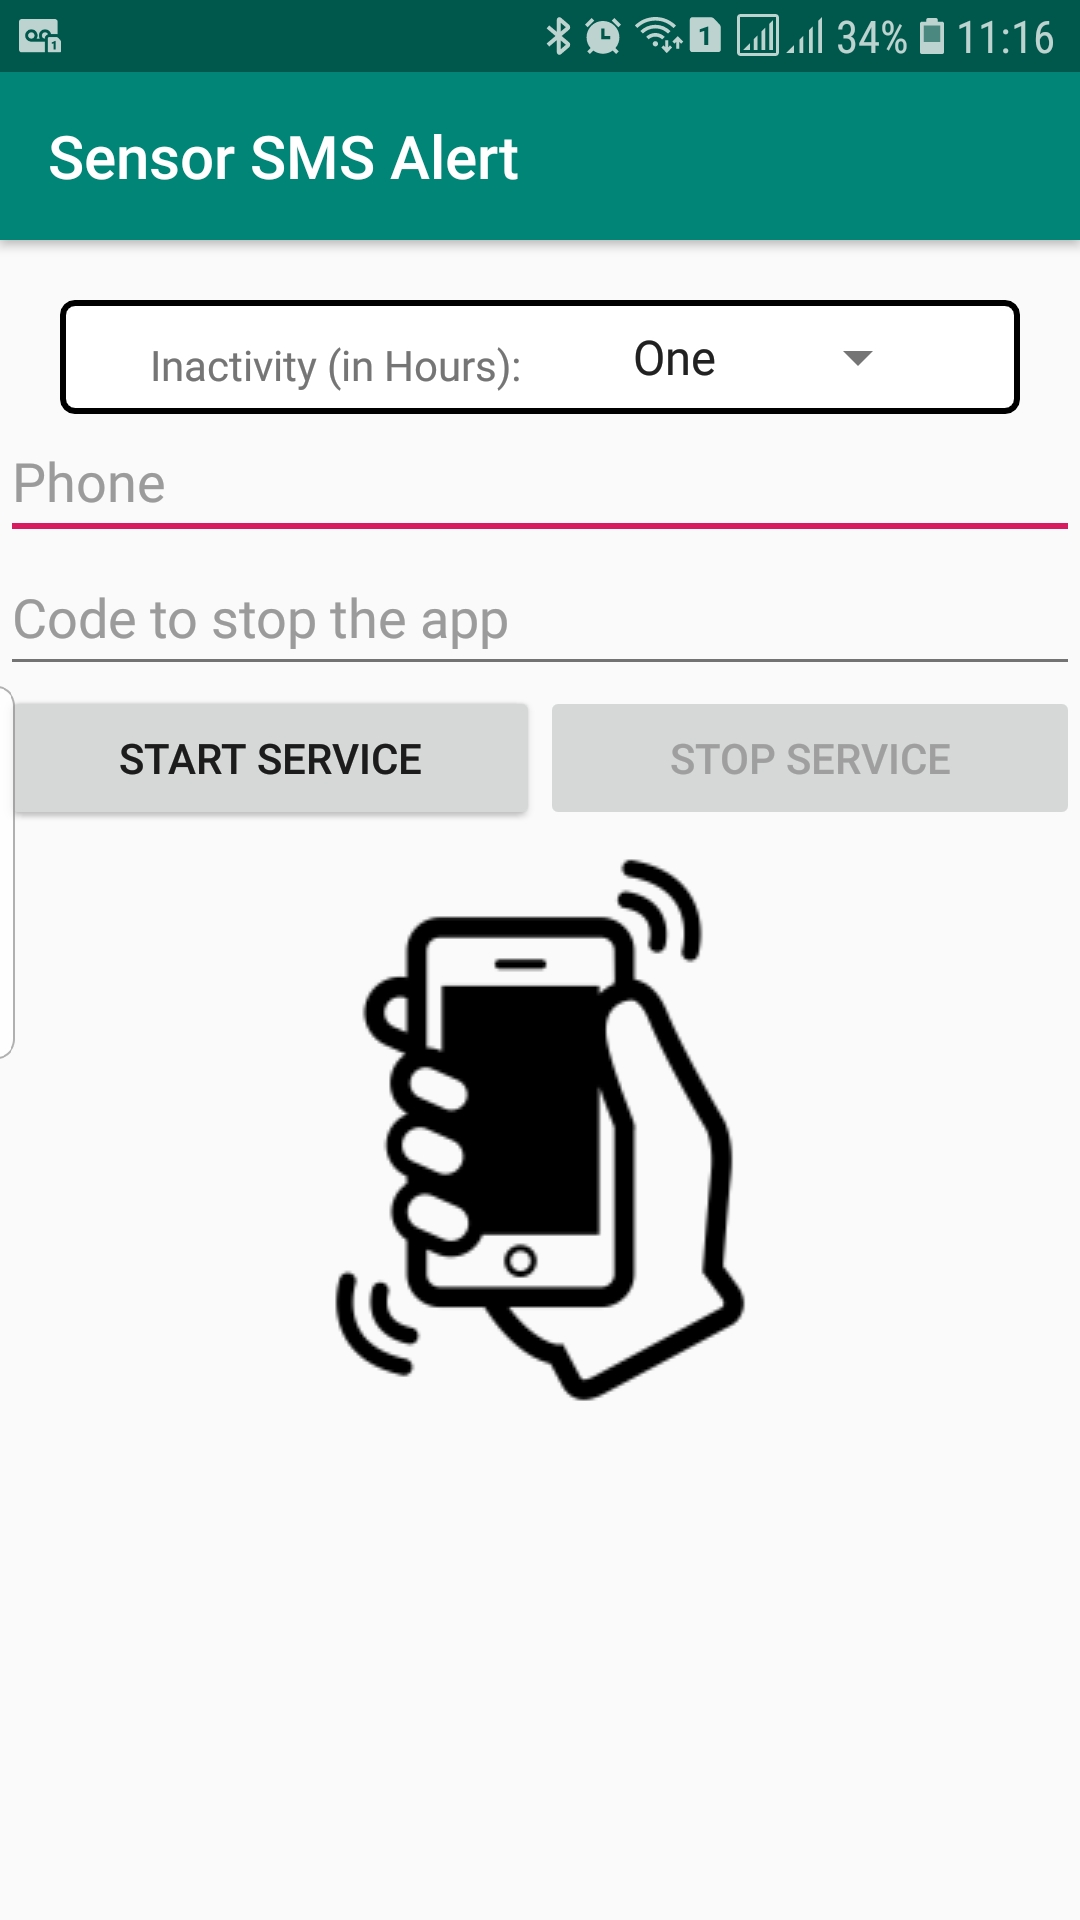 34% 11:16
Sensor SMS Alert
Inactivity (in Hours): One
Phone
Code to stop the app
START SERVICE STOP SERVICE